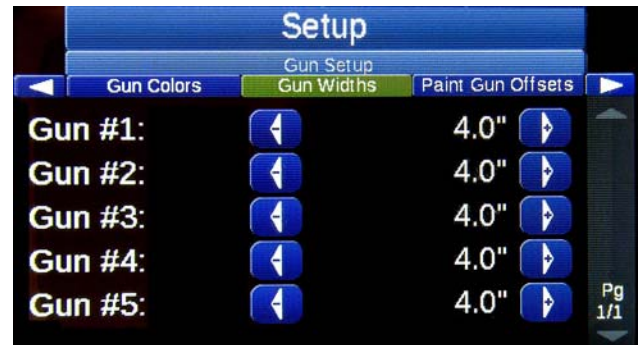 Setup
Gun Setup
Gun Colors Gun Widths Paint Gun Offsets
Gun #1: - 4.0" +
Gun #2: - 4.0" +
Gun #3: - 4.0" +
Gun #4: - 4.0" +
Gun #5: - 4.0" +
Pg
1/1